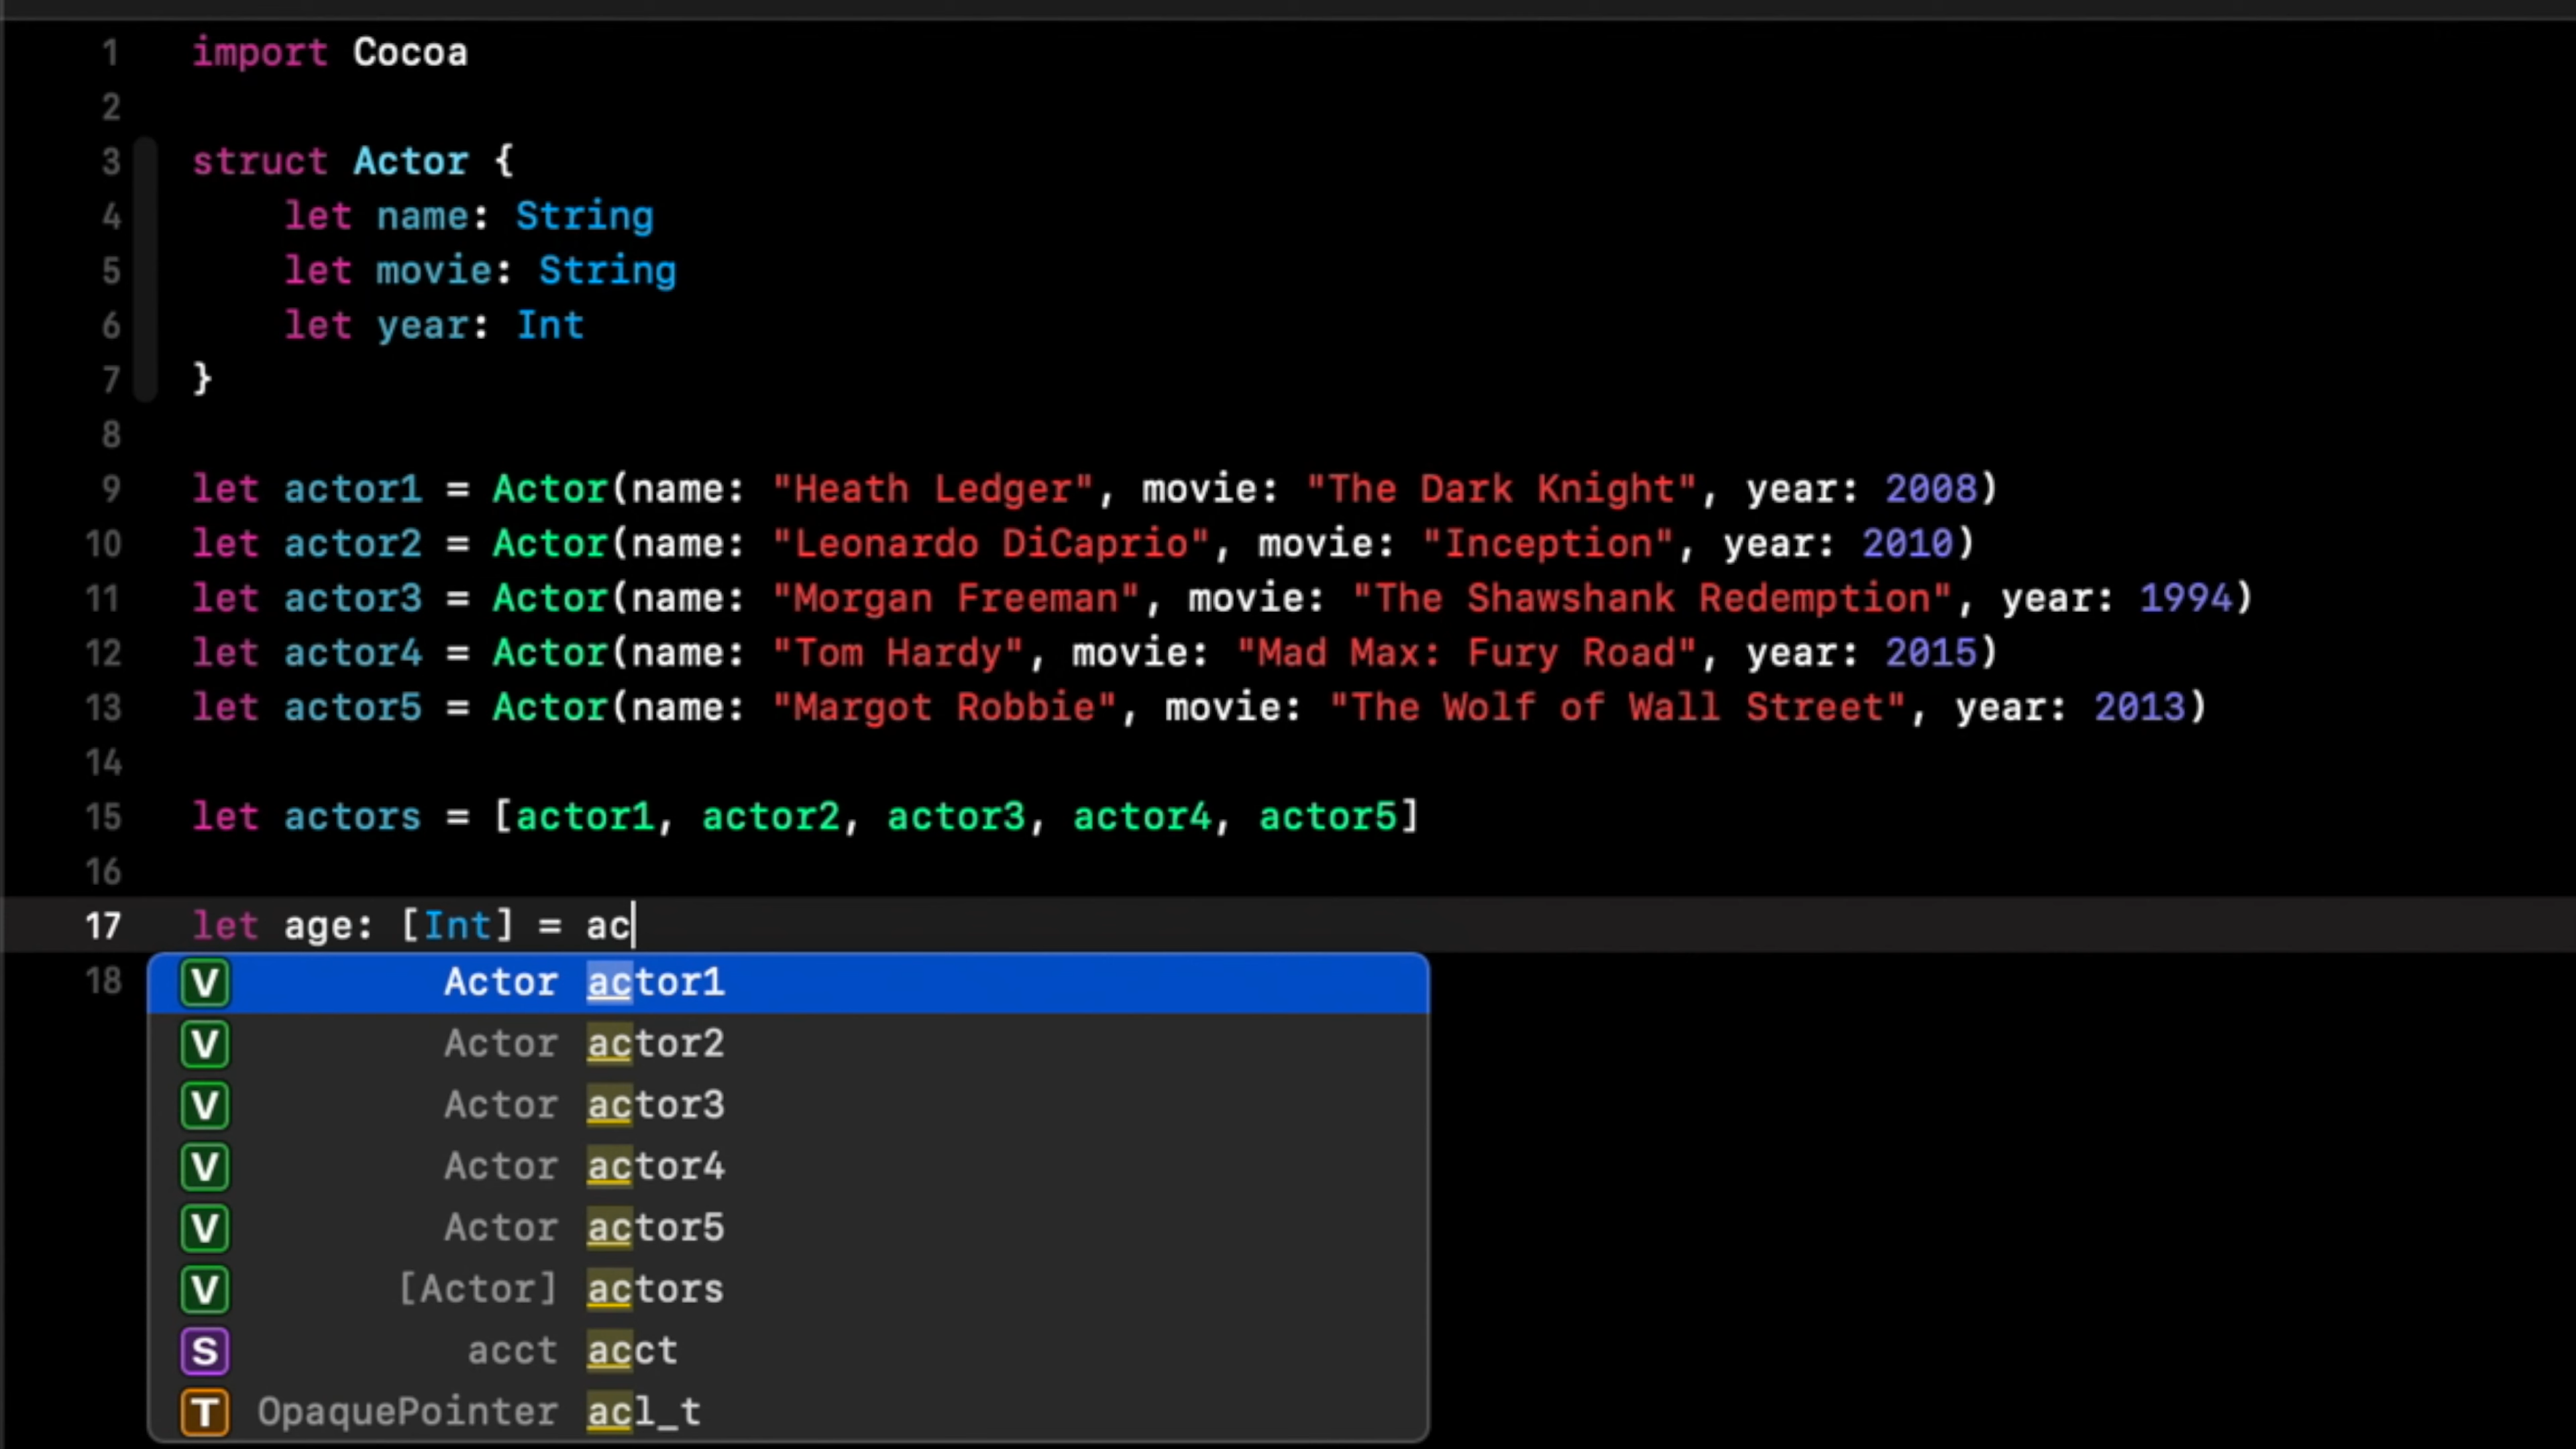 1 import Cocoa
2
3 struct Actor {
4 let name: String
5 let movie: String
6 let year: Int
7 }
8
9 let actor1 = Actor(name: "Heath Ledger", movie: "The Dark Knight", year: 2008)
10 let actor2 = Actor(name: "Leonardo DiCaprio", movie: "Inception", year: 2010)
11 let actor3 = Actor(name: "Morgan Freeman", movie: "The Shawshank Redemption", year: 1994)
12 let actor4 = Actor(name: "Tom Hardy", movie: "Mad Max: Fury Road", year: 2015)
13 let actor5 = Actor(name: "Margot Robbie", movie: "The Wolf of Wall Street", year: 2013)
14
15 let actors = [actor1, actor2, actor3, actor4, actor5]
16
17 let age: [Int] = ac
18 V Actor actor1
V Actor actor2
V Actor actor3
V Actor actor4
V Actor actor5
V [Actor] actors
S acct acct
T OpaquePointer acl_t